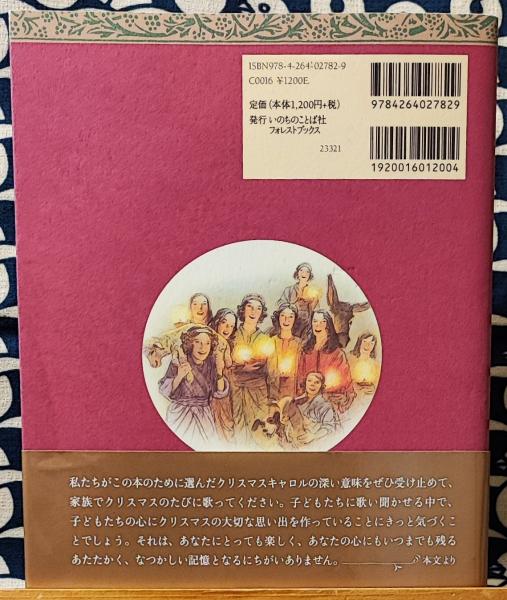 ISBN978-4-264-02782-9
C0016 ¥1200E
定価(本体1,200円+税)
発行 いのちのことば社
フォレストブックス
23321
9784264027829
1920016012004
私たちがこの本のために選んだクリスマスキャロルの深い意味をぜひ受け止めて、
家族でクリスマスのたびに歌ってください。子どもたちに歌い聞かせる中で、
子どもたちの心にクリスマスの大切な思い出を作っていることにきっと気づくこ
とでしょう。それは、あなたにとっても楽しく、あなたの心にもいつまでも残る
あたたかく、なつかしい記憶となるにちがいありません。 本文より